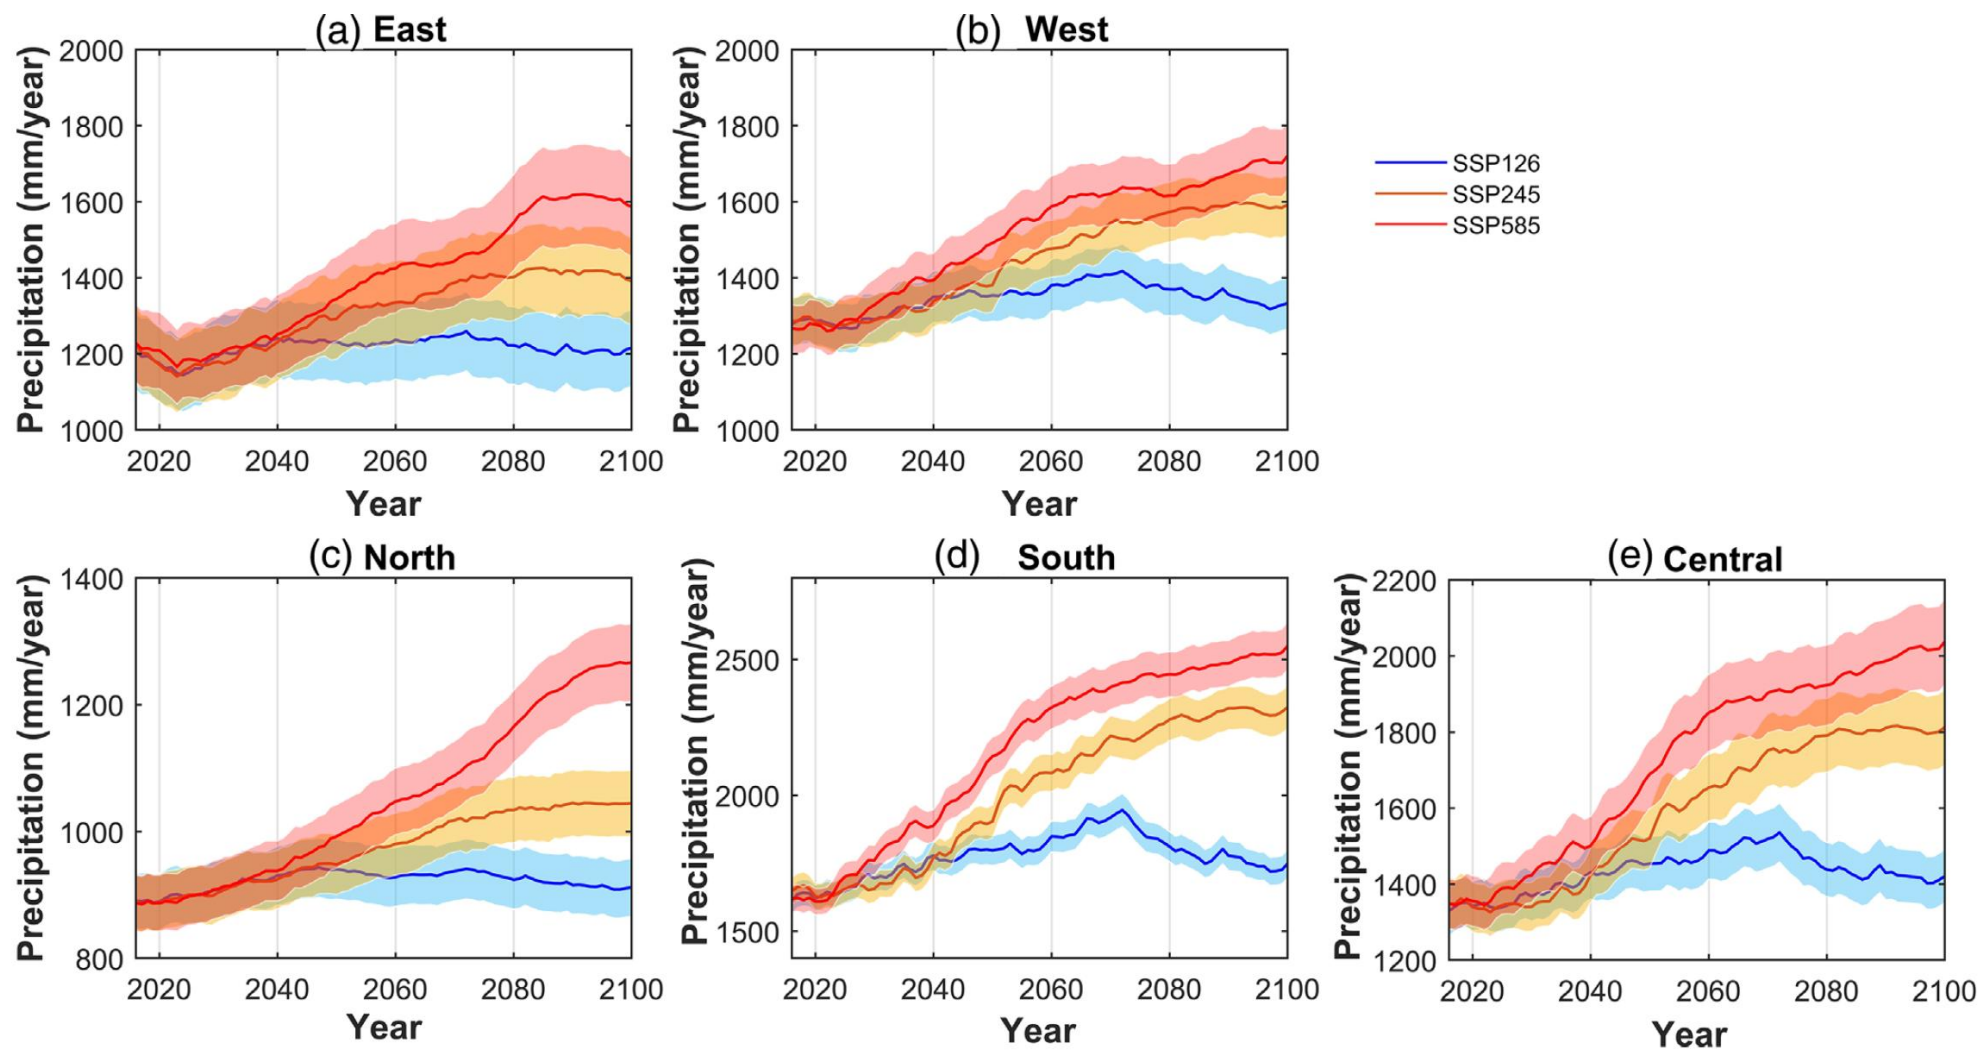 (a) East
(b) West
Precipitation (mm/year)
2000
1800
1600
1400
1200
1000
2020 2040 2060 2080 2100
Year
Precipitation (mm/year)
2000
1800
1600
1400
1200
1000
2020 2040 2060 2080 2100
Year
SSP126
SSP245
SSP585
(c) North
Precipitation (mm/year)
1400
1200
1000
800
2020 2040 2060 2080 2100
Year
(d) South
Precipitation (mm/year)
2500
2000
1500
2020 2040 2060 2080 2100
Year
(e) Central
Precipitation (mm/year)
2200
2000
1800
1600
1400
1200
2020 2040 2060 2080 2100
Year